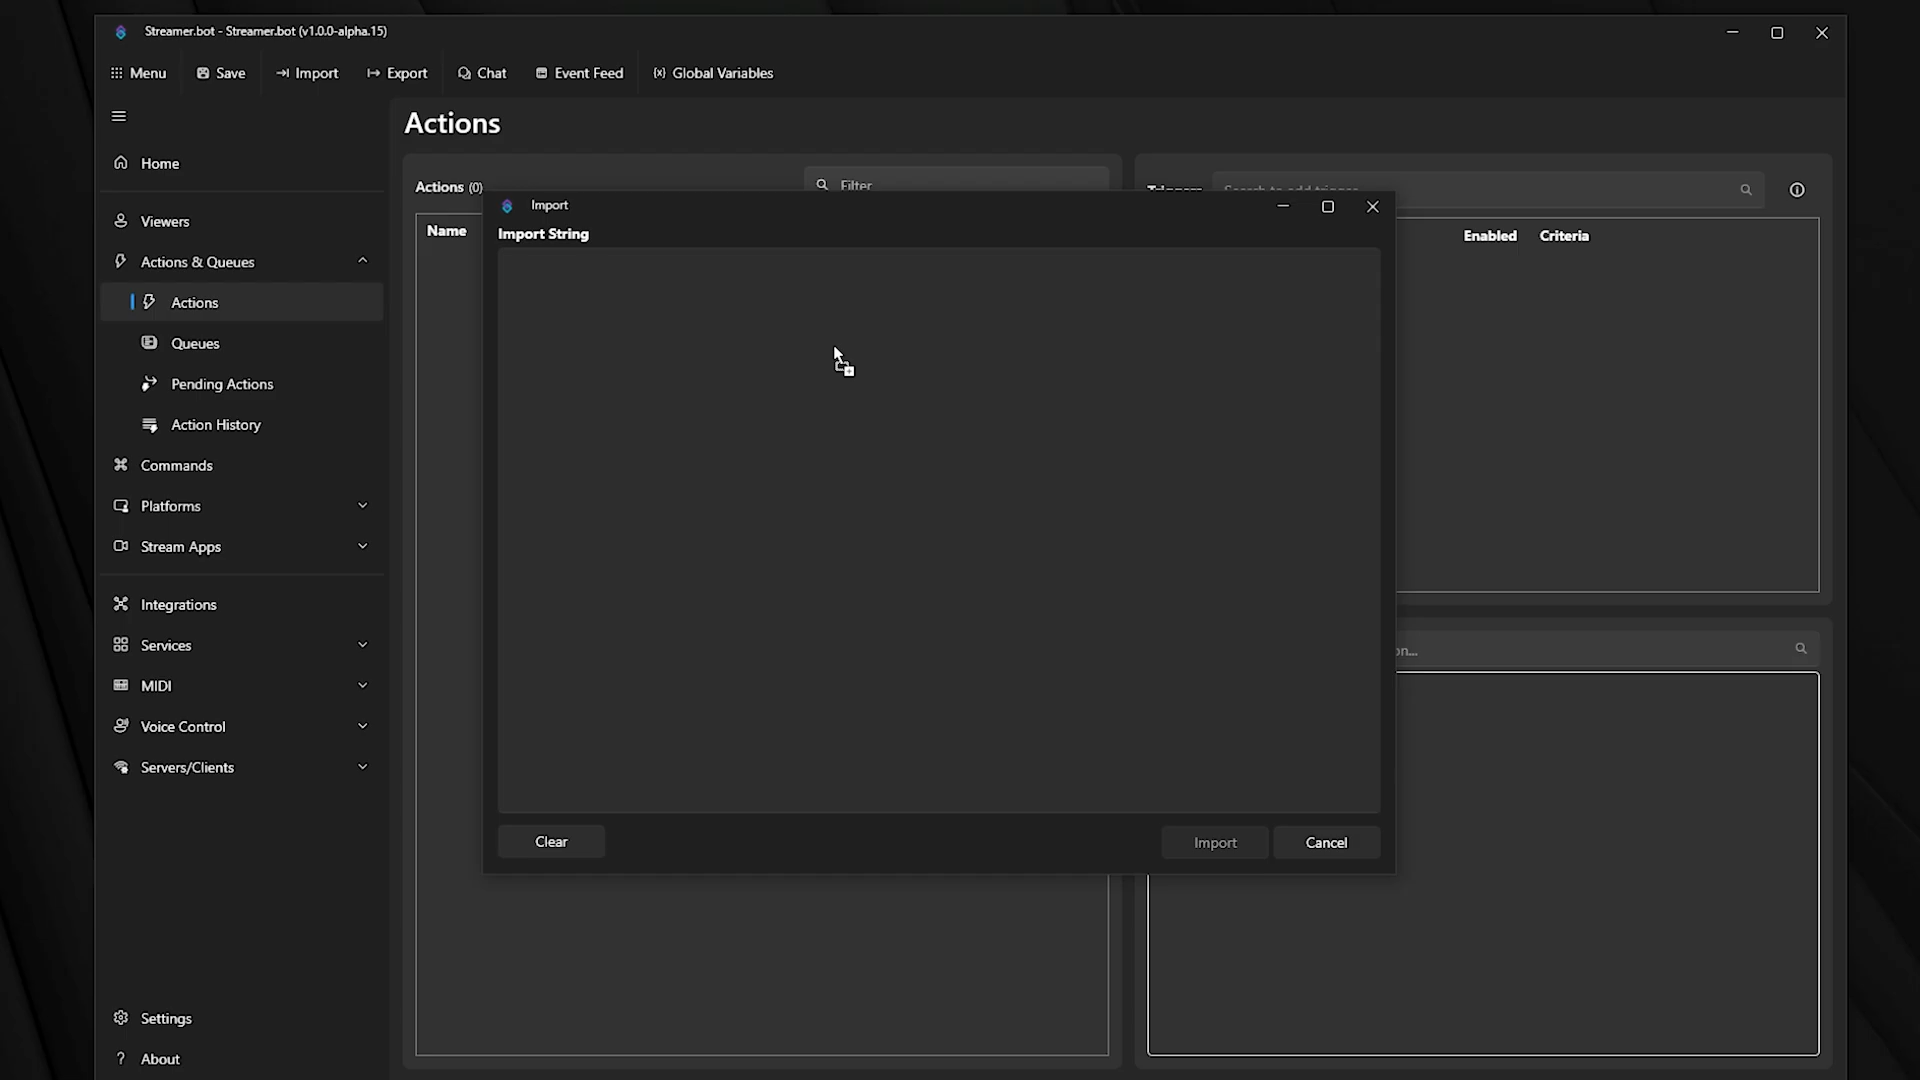 Streamer.bot - Streamer.bot (v1.0.0-alpha.15)
Menu
Save
Import
Export
Chat
Event Feed
Global Variables
Actions
Home
Viewers
Actions & Queues
Actions
Queues
Pending Actions
Action History
Commands
Platforms
Stream Apps
Integrations
Services
MIDI
Voice Control
Servers/Clients
Settings
? About
Actions (0)
Filter
Name
Import
Import String
Clear
Import
Cancel
Enabled
Criteria
on...